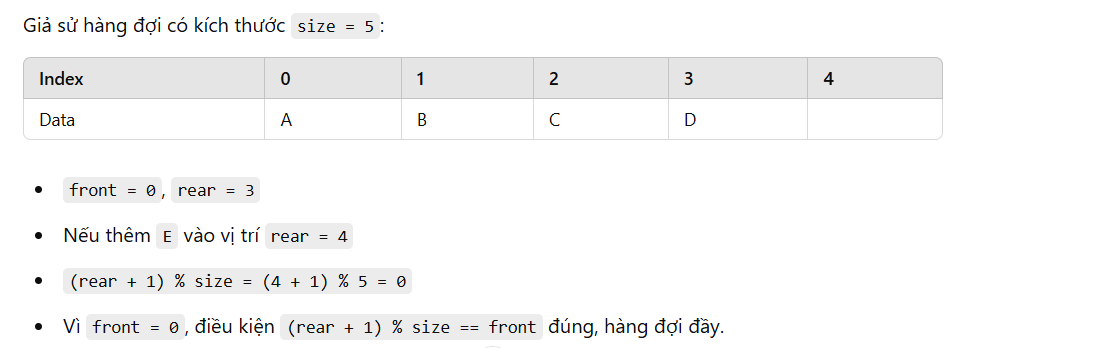 Giả sử hàng đợi có kích thước size = 5:
Index 0 1 2 3 4
Data A B C D
front = 0, rear = 3
Nếu thêm E vào vị trí rear = 4
(rear + 1) % size = (4 + 1) % 5 = 0
Vì front = 0, điều kiện (rear + 1) % size == front đúng, hàng đợi đầy.